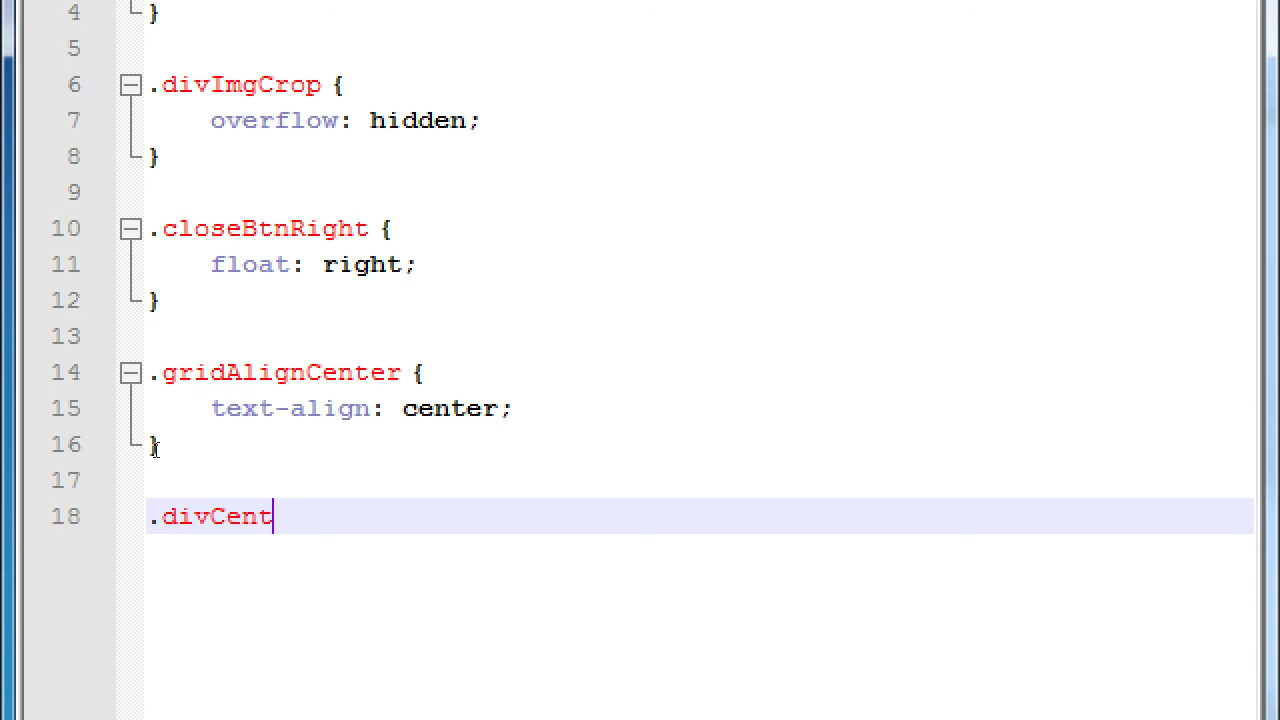 4 }
5
6 .divImgCrop {
7 overflow: hidden;
8 }
9
10 .closeBtnRight {
11 float: right;
12 }
13
14 .gridAlignCenter {
15 text-align: center;
16 }
17
18 .divCent